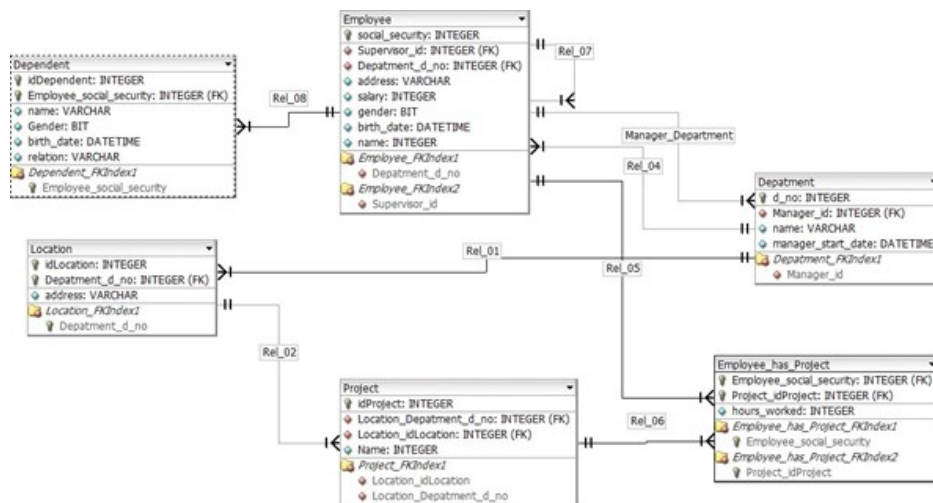 Employee
social_security: INTEGER
Supervisor_id: INTEGER (FK)
Depatment_d_no: INTEGER (FK)
address: VARCHAR
salary: INTEGER
gender: BIT
birth_date: DATETIME
name: INTEGER
Employee_FKIndex1
Depatment_d_no
Employee_FKIndex2
Supervisor_id
Rel_07
Dependent
idDependent: INTEGER
Employee_social_security: INTEGER (FK)
name: VARCHAR
Gender: BIT
birth_date: DATETIME
relation: VARCHAR
Dependent_FKIndex1
Employee_social_security
Rel_08
Manager_Department
Rel_04
Depatment
d_no: INTEGER
Manager_id: INTEGER (FK)
name: VARCHAR
manager_start_date: DATETIME
Depatment_FKIndex1
Manager_id
Location
idLocation: INTEGER
Depatment_d_no: INTEGER (FK)
address: VARCHAR
Location_FKIndex1
Depatment_d_no
Rel_01
Rel_05
Rel_02
Project
idProject: INTEGER
Location_Depatment_d_no: INTEGER (FK)
Location_idLocation: INTEGER (FK)
Name: INTEGER
Project_FKIndex1
Location_idLocation
Location_Depatment_d_no
Rel_06
Employee_has_Project
Employee_social_security: INTEGER (FK)
Project_idProject: INTEGER (FK)
hours_worked: INTEGER
Employee_has_Project_FKIndex1
Employee_social_security
Employee_has_Project_FKIndex2
Project_idProject